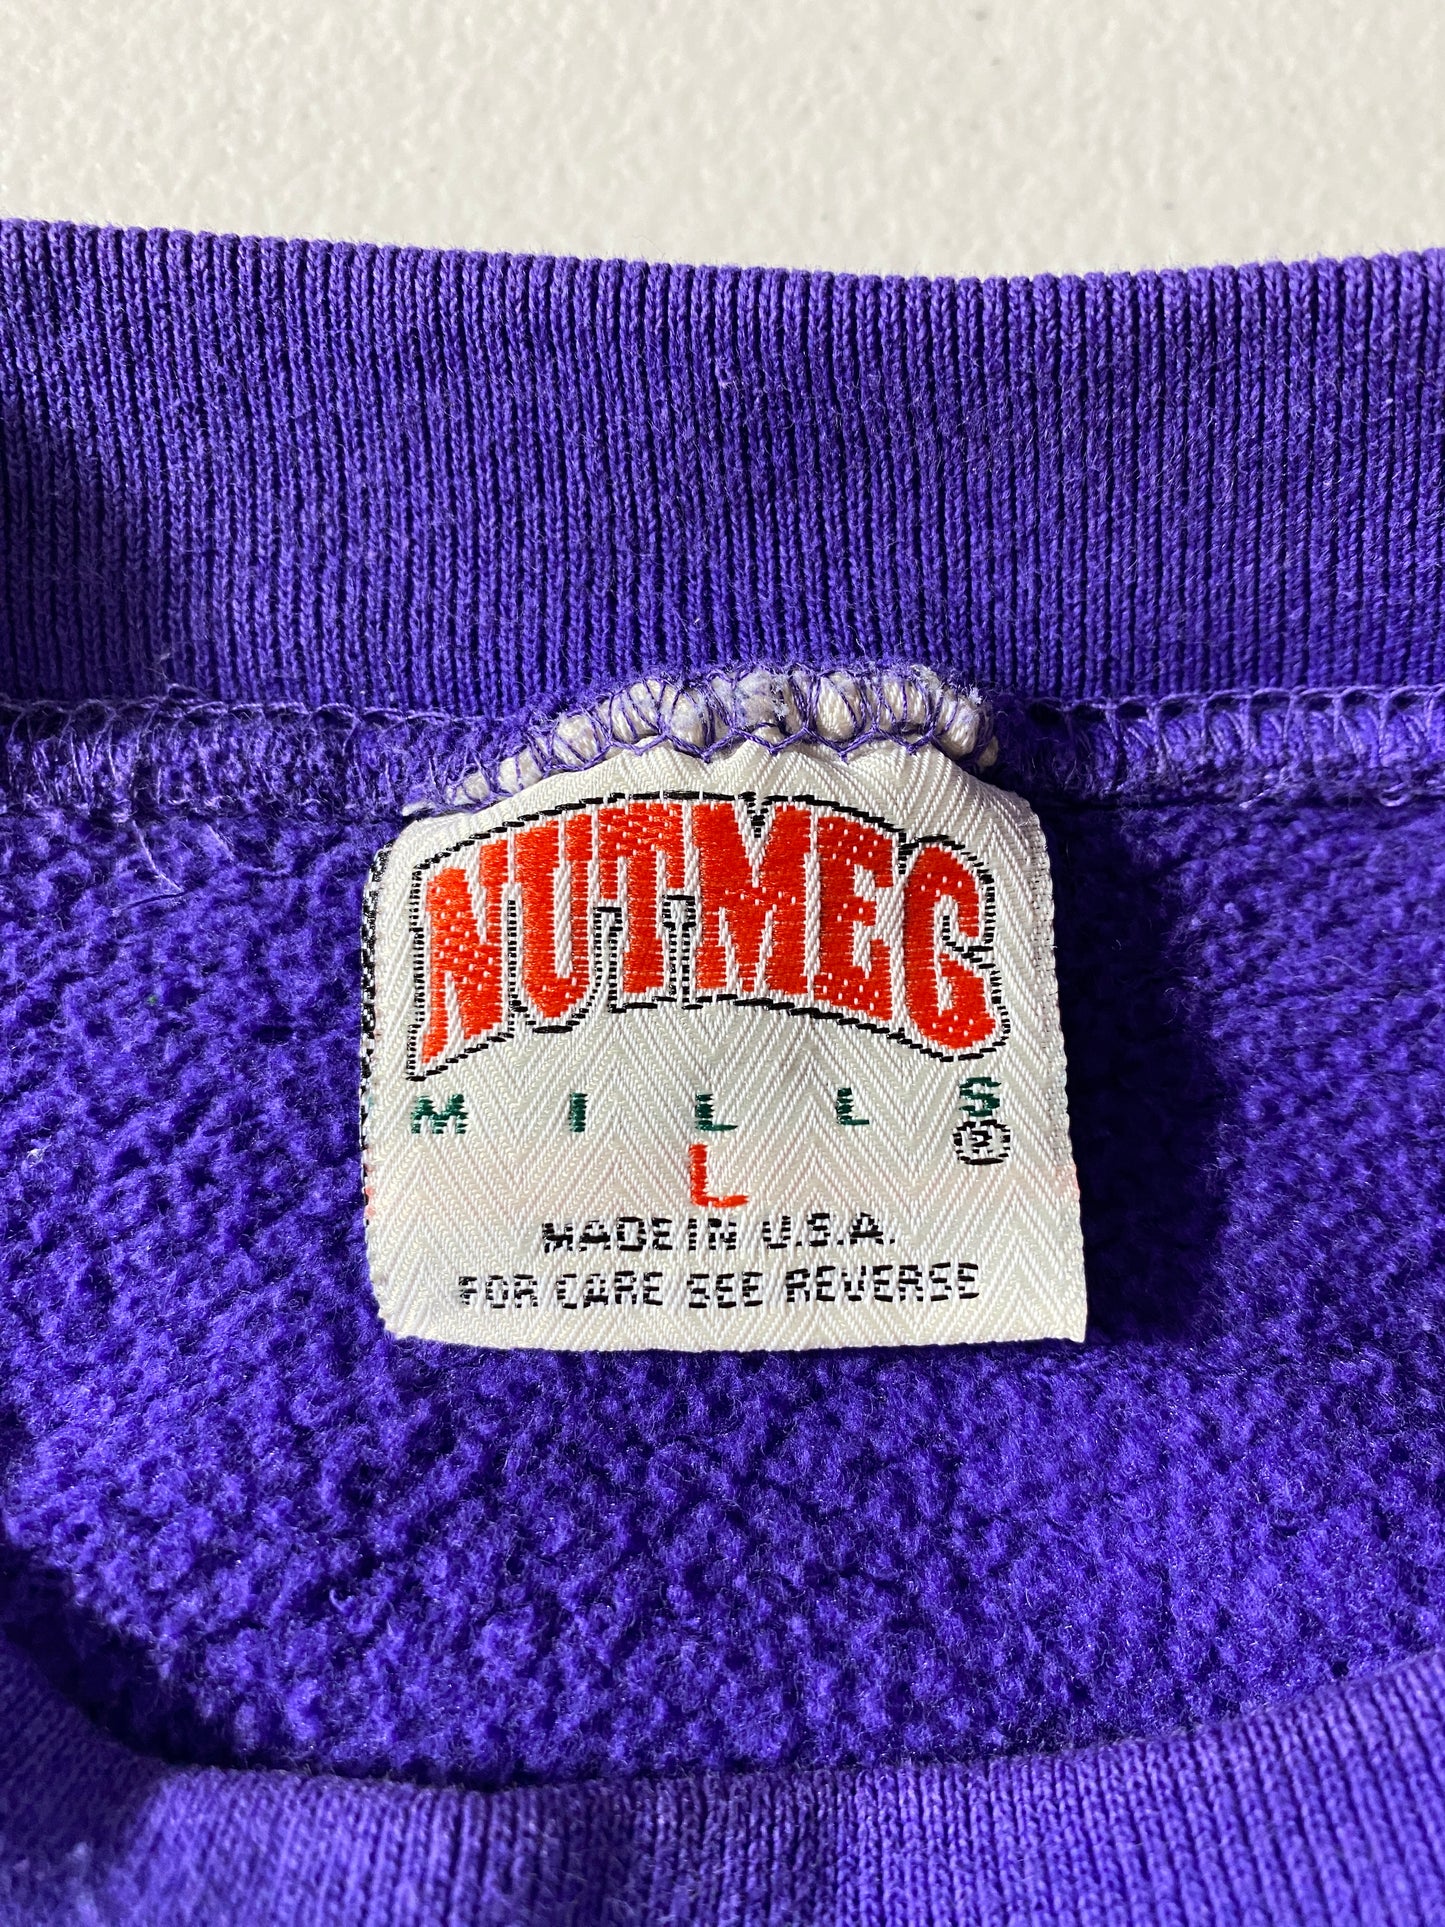 NUTMEG
MILLS®
L
MADE IN U.S.A.
FOR CARE SEE REVERSE